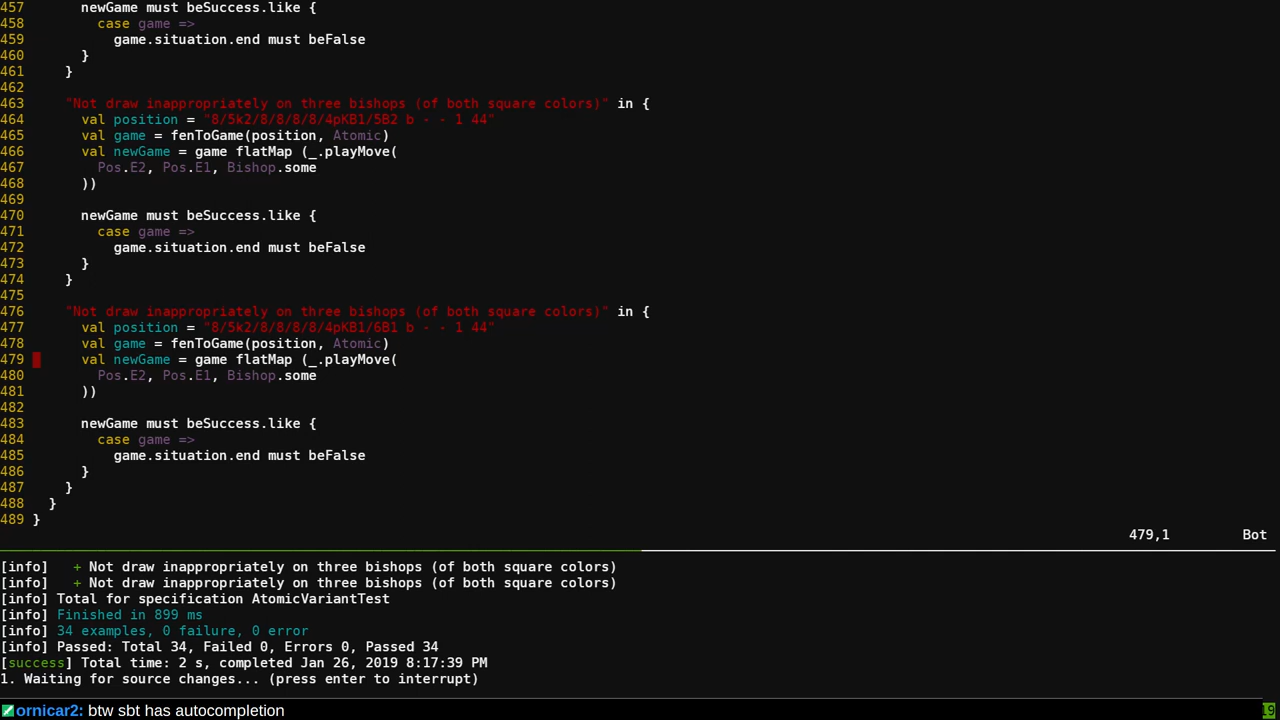 457       newGame must beSuccess.like {
458         case game =>
459           game.situation.end must beFalse
460       }
461     }
462
463     "Not draw inappropriately on three bishops (of both square colors)" in {
464       val position = "8/5k2/8/8/8/8/4pKB1/5B2 b - - 1 44"
465       val game = fenToGame(position, Atomic)
466       val newGame = game flatMap (_.playMove(
467         Pos.E2, Pos.E1, Bishop.some
468       ))
469
470       newGame must beSuccess.like {
471         case game =>
472           game.situation.end must beFalse
473       }
474     }
475
476     "Not draw inappropriately on three bishops (of both square colors)" in {
477       val position = "8/5k2/8/8/8/8/4pKB1/6B1 b - - 1 44"
478       val game = fenToGame(position, Atomic)
479       val newGame = game flatMap (_.playMove(
480         Pos.E2, Pos.E1, Bishop.some
481       ))
482
483       newGame must beSuccess.like {
484         case game =>
485           game.situation.end must beFalse
486       }
487     }
488   }
489 }
479,1 Bot
[info]   + Not draw inappropriately on three bishops (of both square colors)
[info]   + Not draw inappropriately on three bishops (of both square colors)
[info] Total for specification AtomicVariantTest
[info] Finished in 899 ms
[info] 34 examples, 0 failure, 0 error
[info] Passed: Total 34, Failed 0, Errors 0, Passed 34
[success] Total time: 2 s, completed Jan 26, 2019 8:17:39 PM
1. Waiting for source changes... (press enter to interrupt)
ornicar2: btw sbt has autocompletion